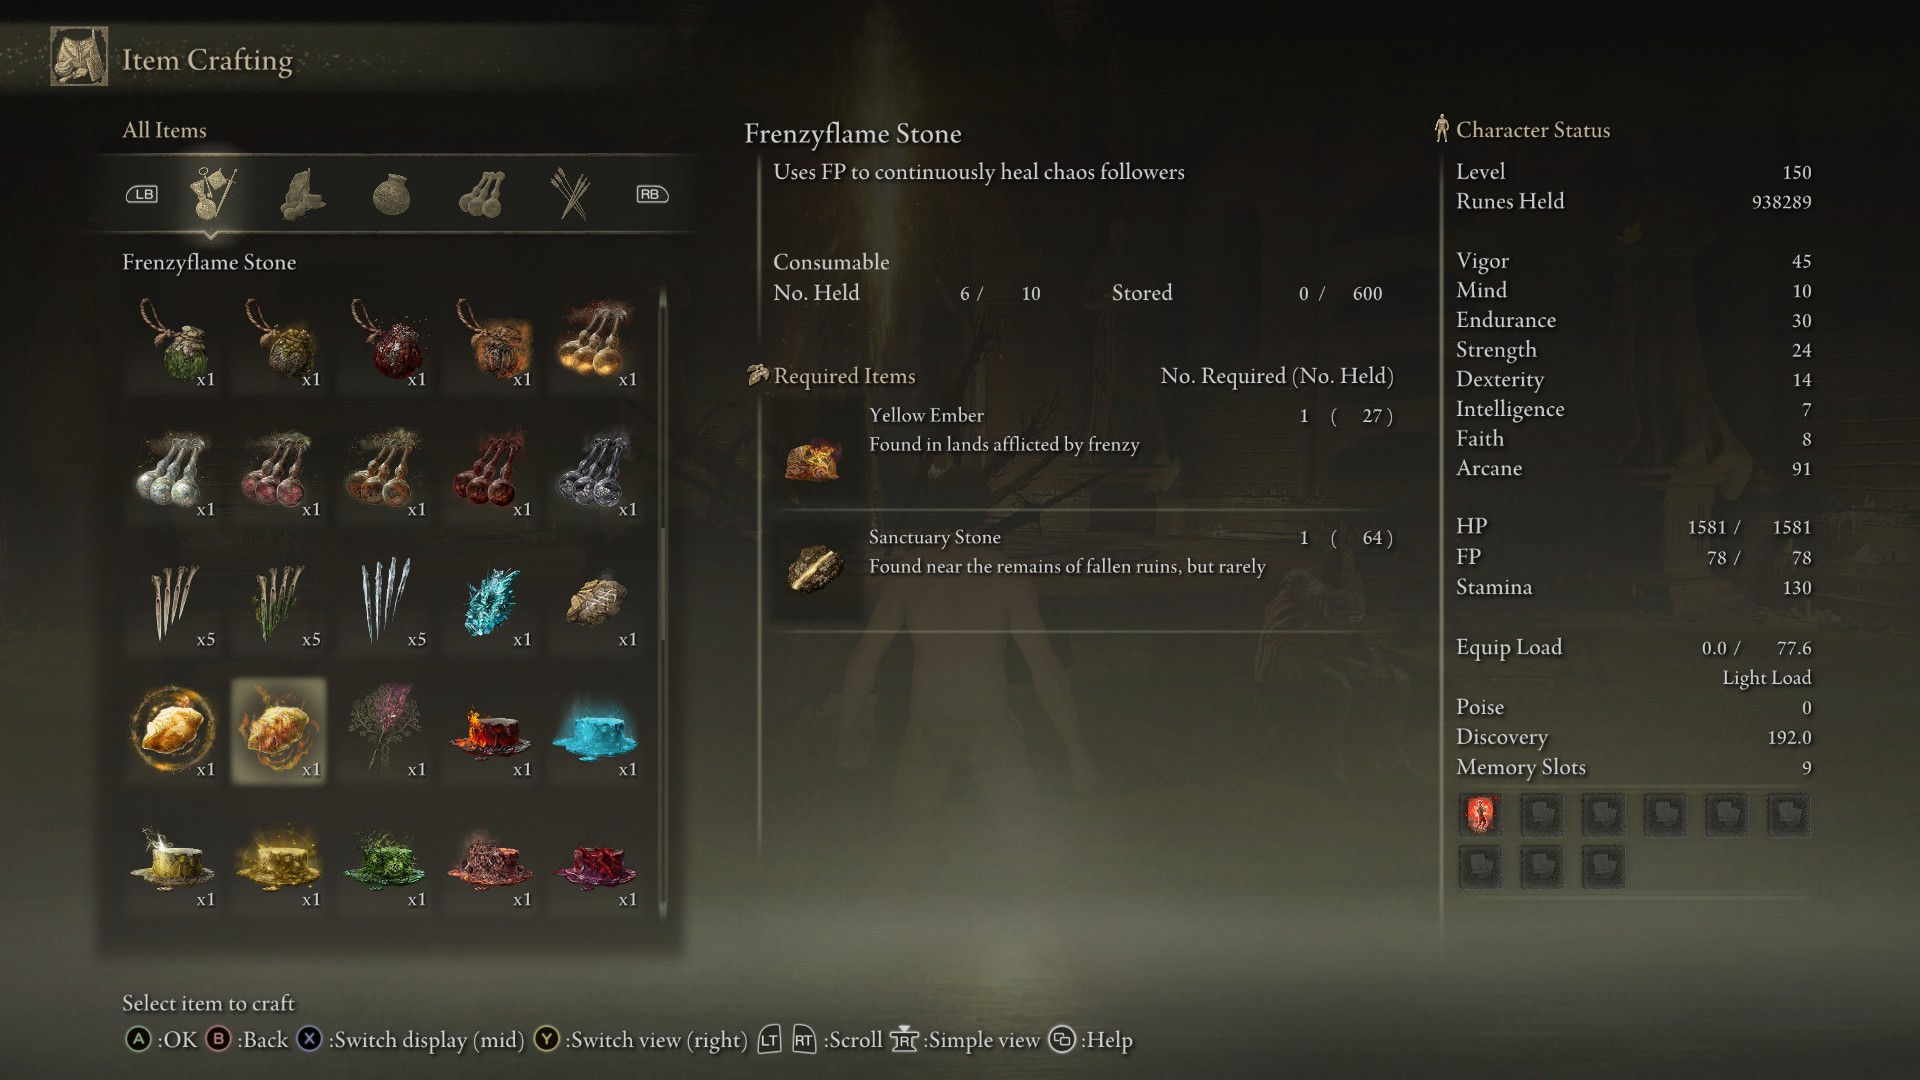 Item Crafting
All Items
LB
RB
Frenzyflame Stone
x1 x1 x1 x1 x1
x1 x1 x1 x1 x1
x5 x5 x5 x1 x1
x1 x1 x1 x1 x1
x1 x1 x1 x1 x1
Frenzyflame Stone
Uses FP to continuously heal chaos followers
Consumable
No. Held 6 / 10 Stored 0 / 600
Required Items No. Required (No. Held)
Yellow Ember 1 ( 27 )
Found in lands afflicted by frenzy
Sanctuary Stone 1 ( 64 )
Found near the remains of fallen ruins, but rarely
Character Status
Level 150
Runes Held 938289
Vigor 45
Mind 10
Endurance 30
Strength 24
Dexterity 14
Intelligence 7
Faith 8
Arcane 91
HP 1581 / 1581
FP 78 / 78
Stamina 130
Equip Load 0.0 / 77.6
Light Load
Poise 0
Discovery 192.0
Memory Slots 9
Select item to craft
A :OK B :Back X :Switch display (mid) Y :Switch view (right) LT RT :Scroll R :Simple view :Help